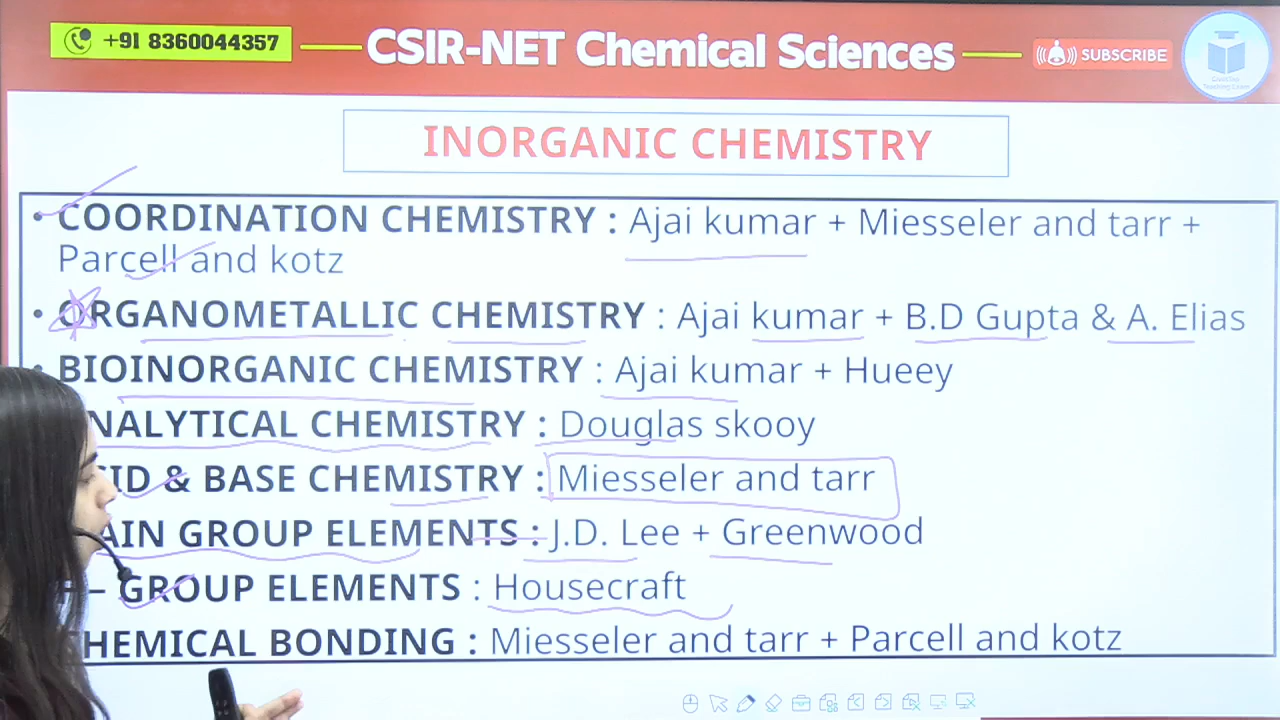 +91 8360044357
CSIR-NET Chemical Sciences
SUBSCRIBE
INORGANIC CHEMISTRY
• COORDINATION CHEMISTRY : Ajai kumar + Miesseler and tarr +
Parcell and kotz
• ORGANOMETALLIC CHEMISTRY : Ajai kumar + B.D Gupta & A. Elias
• BIOINORGANIC CHEMISTRY : Ajai kumar + Hueey
NALYTICAL CHEMISTRY : Douglas skooy
ID & BASE CHEMISTRY : Miesseler and tarr
AIN GROUP ELEMENTS : J.D. Lee + Greenwood
– GROUP ELEMENTS : Housecraft
HEMICAL BONDING : Miesseler and tarr + Parcell and kotz